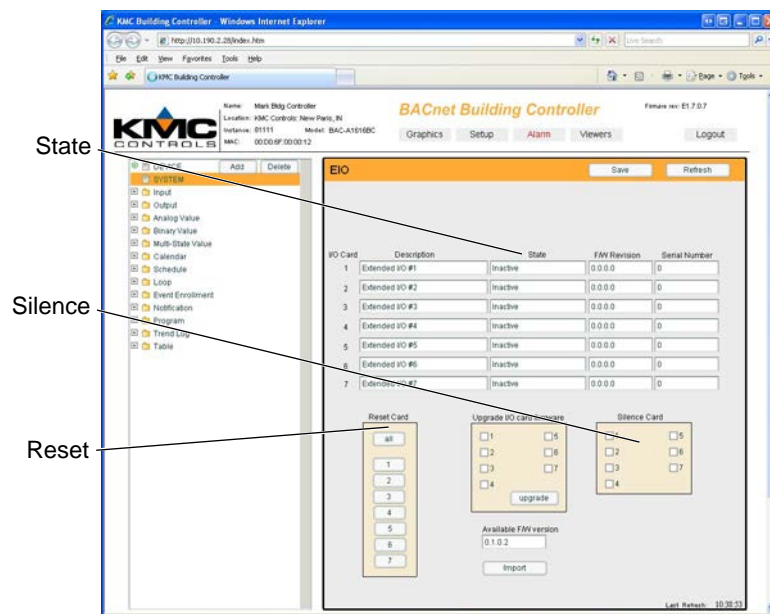 KMC Building Controller - Windows Internet Explorer
http://10.190.2.28/index.htm
Live Search
File Edit View Favorites Tools Help
KMC Building Controller
Page Tools
KMC
CONTROLS
Name: Mark Bldg Controller
Location: KMC Controls: New Paris, IN
Instance: 01111 Model: BAC-A1616BC
MAC: 00:D0:6F:00:00:12
BACnet Building Controller
Firmare rev: E1.7.0.7
Graphics Setup Alarm Viewers Logout
State
Silence
Reset
DEVICE Add Delete
SYSTEM
Input
Output
Analog Value
Binary Value
Multi-State Value
Calendar
Schedule
Loop
Event Enrollment
Notification
Program
Trend Log
Table
EIO Save Refresh
I/O Card Description State F/W Revision Serial Number
1 Extended I/O #1 Inactive 0.0.0.0 0
2 Extended I/O #2 Inactive 0.0.0.0 0
3 Extended I/O #3 Inactive 0.0.0.0 0
4 Extended I/O #4 Inactive 0.0.0.0 0
5 Extended I/O #5 Inactive 0.0.0.0 0
6 Extended I/O #6 Inactive 0.0.0.0 0
7 Extended I/O #7 Inactive 0.0.0.0 0
Reset Card
all
1
2
3
4
5
6
7
Upgrade I/O card firmware
1 5
2 6
3 7
4
upgrade
Silence Card
1 5
2 6
3 7
4
Available F/W version
0.1.0.2
Import
Last Refresh: 10:38:53